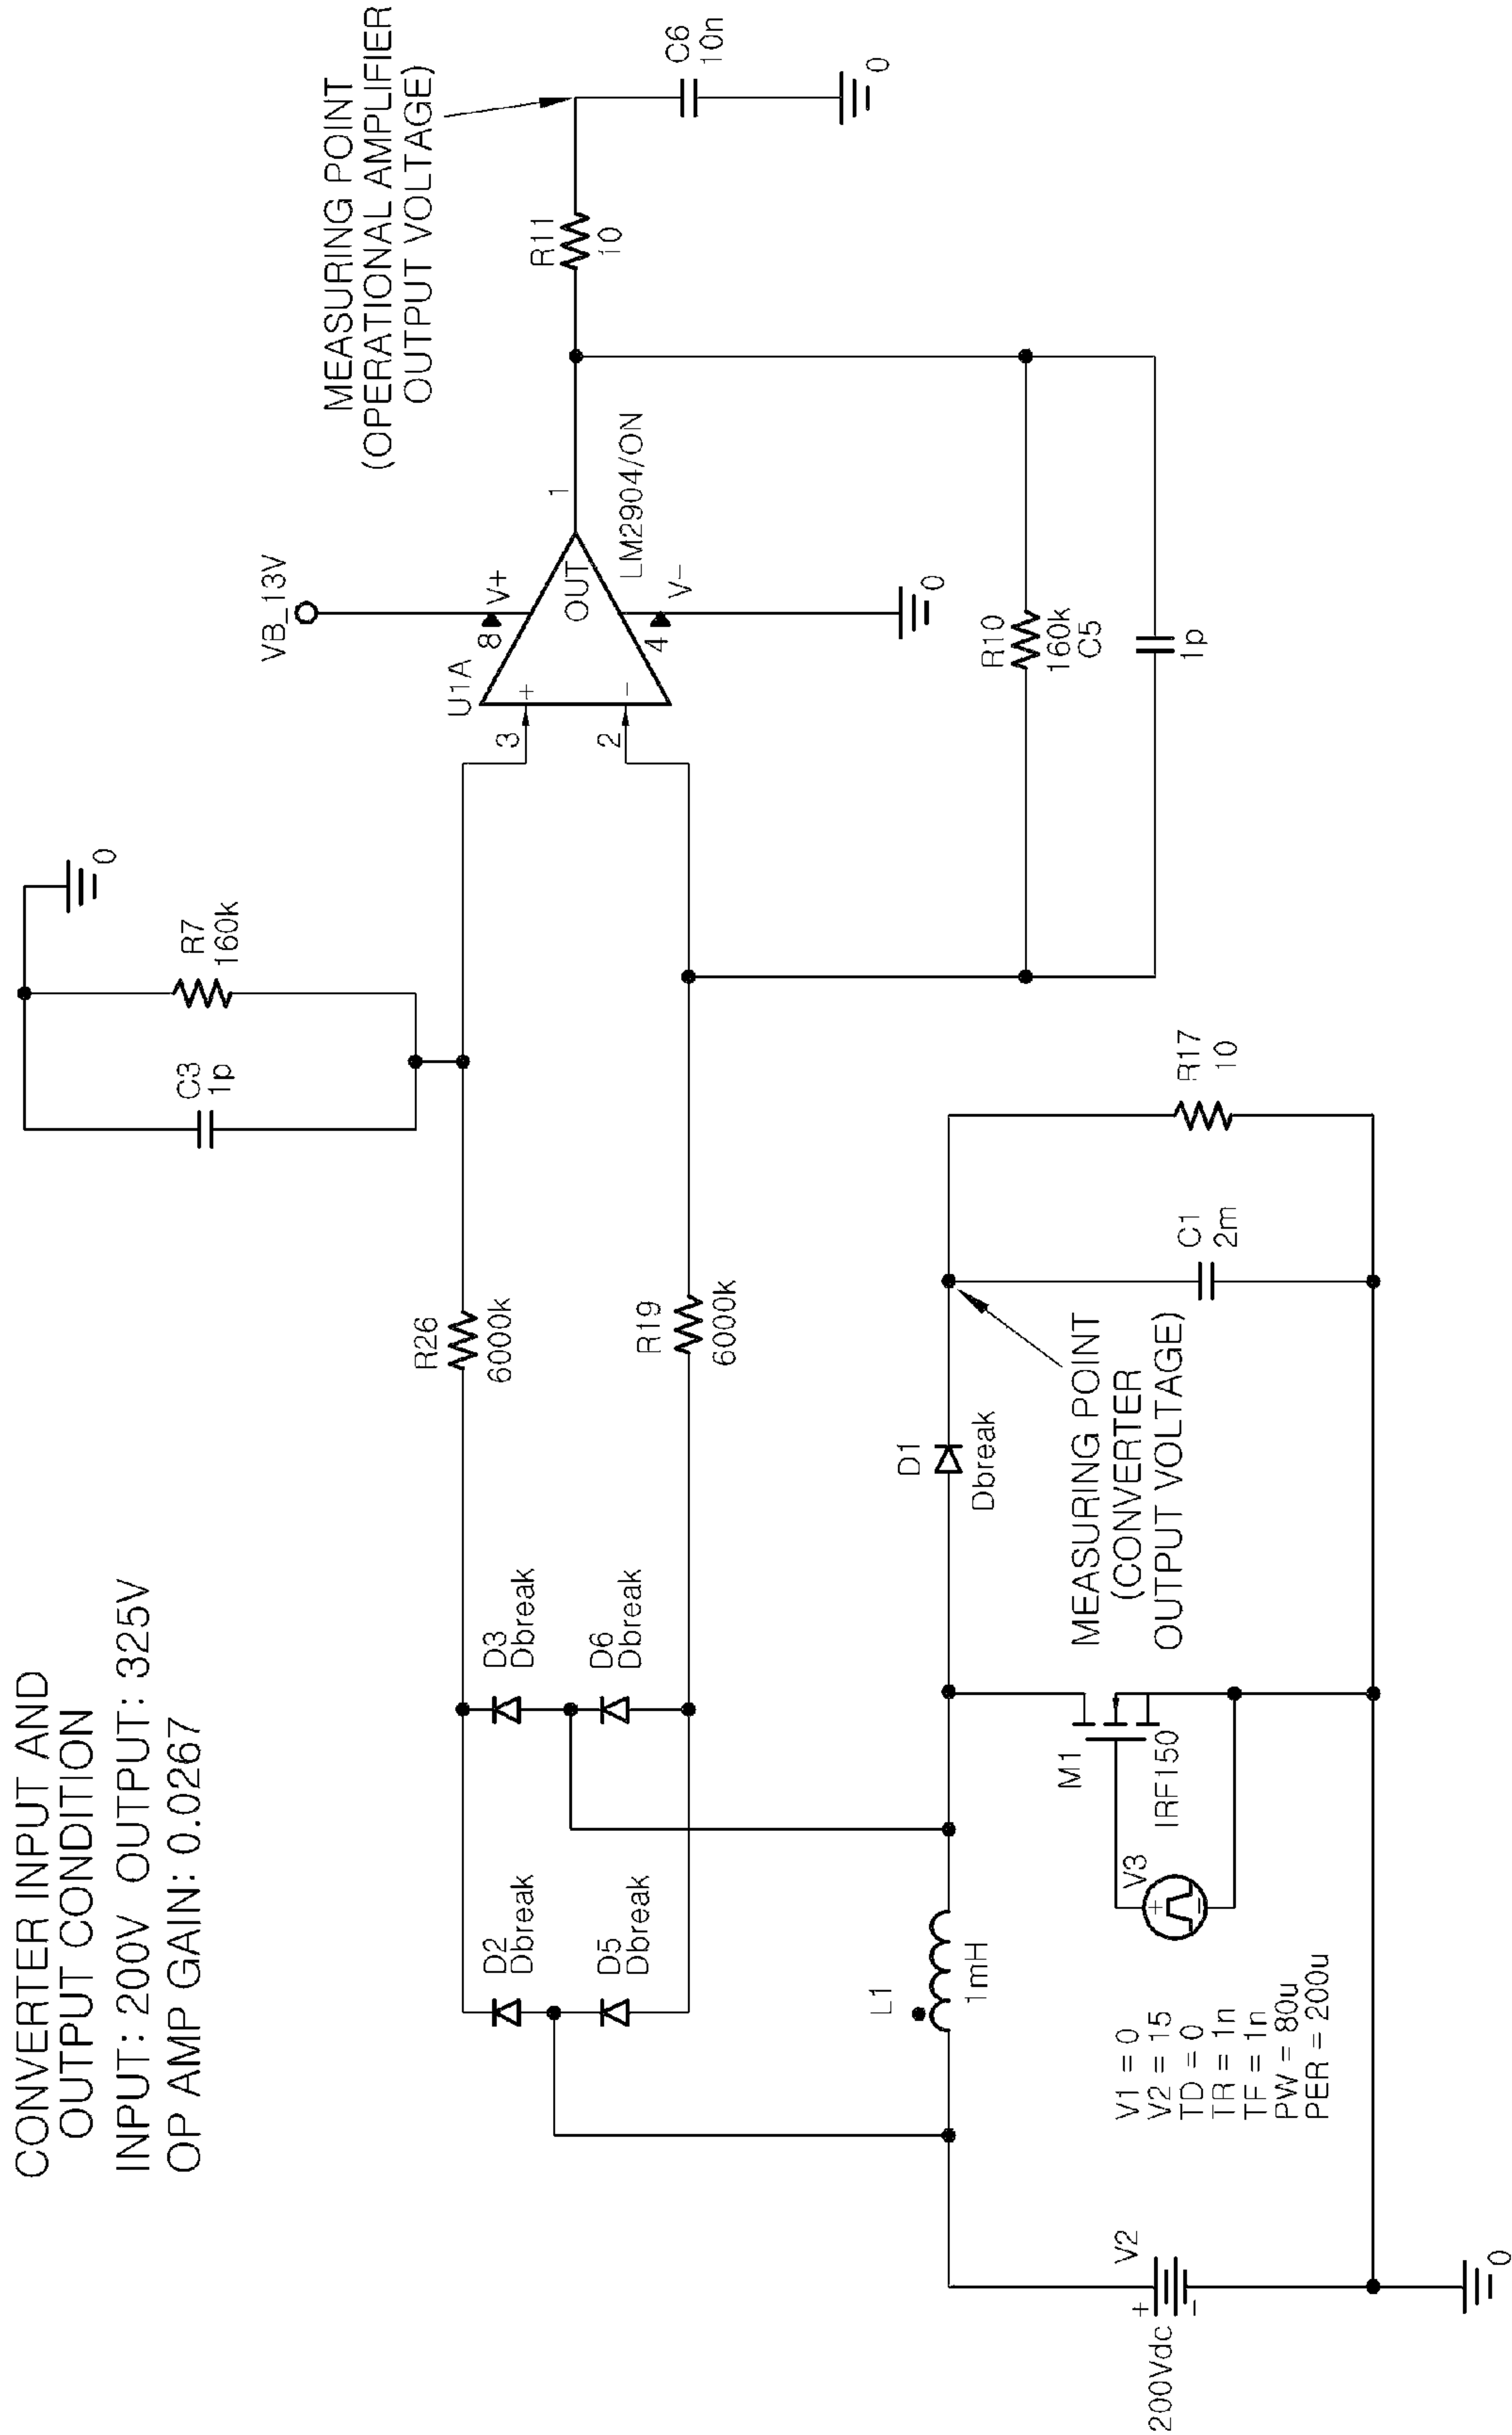 CONVERTER INPUT AND
OUTPUT CONDITION
INPUT: 200V OUTPUT: 325V
OP AMP GAIN: 0.0267
C3
1p
R7
160k
0
VB_13V
MEASURING POINT
(OPERATIONAL AMPLIFIER
OUTPUT VOLTAGE)
D2
Dbreak
D3
Dbreak
D5
Dbreak
D6
Dbreak
R26
6000k
R19
6000k
U1A
3
+
2
-
8
V+
OUT
4
V-
1
LM2904/ON
0
R11
10
C6
10n
0
R10
160k
C5
1p
L1
1mH
D1
Dbreak
MEASURING POINT
(CONVERTER
OUTPUT VOLTAGE)
C1
2m
R17
10
M1
IRF150
V3
+
V1 = 0
V2 = 15
TD = 0
TR = 1n
TF = 1n
PW = 80u
PER = 200u
V2
+
-
200Vdc
0